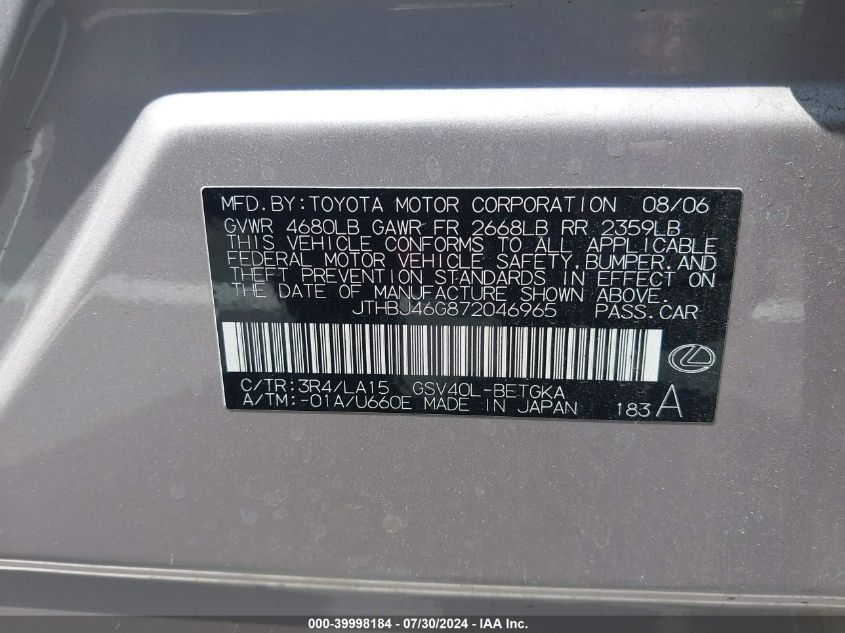 MFD.BY:TOYOTA MOTOR CORPORATION 08/06
GVWR 4680LB GAWR FR 2668LB RR 2359LB
THIS VEHICLE CONFORMS TO ALL APPLICABLE
FEDERAL MOTOR VEHICLE SAFETY,BUMPER,AND
THEFT PREVENTION STANDARDS IN EFFECT ON
THE DATE OF MANUFACTURE SHOWN ABOVE.
JTHBJ46G872046965 PASS.CAR
C/TR:3R4/LA15 GSV40L-BETGKA
A/TM:-01A/U660E MADE IN JAPAN 183 A
000-39998184 - 07/30/2024 - IAA Inc.